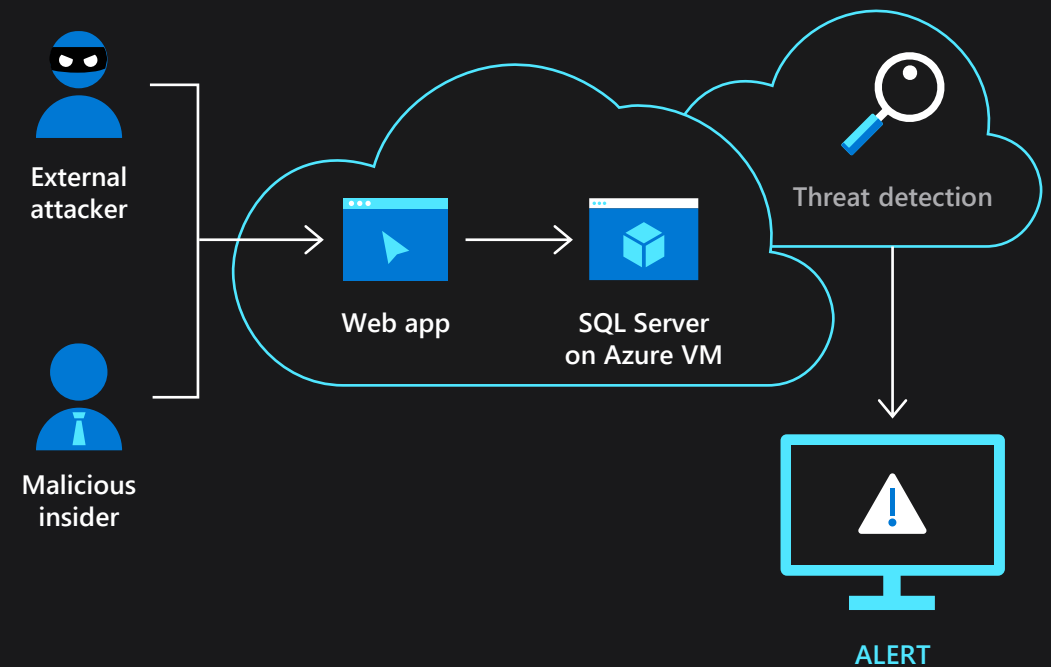 External
attacker
Threat detection
Web app
SQL Server
on Azure VM
Malicious
insider
ALERT